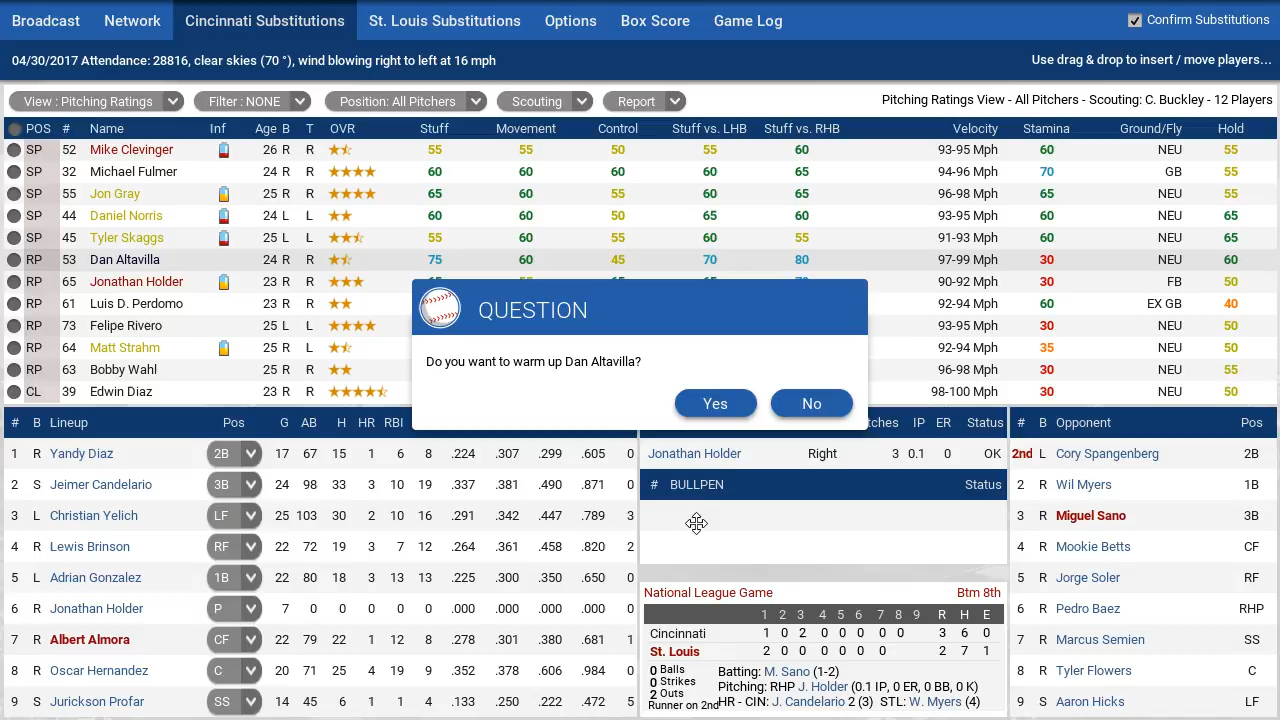 Broadcast Network Cincinnati Substitutions St. Louis Substitutions Options Box Score Game Log Confirm Substitutions
04/30/2017 Attendance: 28816, clear skies (70 °), wind blowing right to left at 16 mph Use drag & drop to insert / move players...
View : Pitching Ratings Filter : NONE Position: All Pitchers Scouting Report Pitching Ratings View - All Pitchers - Scouting: C. Buckley - 12 Players
POS # Name Inf Age B T OVR Stuff Movement Control Stuff vs. LHB Stuff vs. RHB Velocity Stamina Ground/Fly Hold
SP 52 Mike Clevinger 26 R R 55 55 50 55 60 93-95 Mph 60 NEU 55
SP 32 Michael Fulmer 24 R R 60 60 60 60 65 94-96 Mph 70 GB 55
SP 55 Jon Gray 25 R R 65 60 55 60 65 96-98 Mph 65 NEU 55
SP 44 Daniel Norris 24 L L 60 60 50 65 60 93-95 Mph 60 NEU 65
SP 45 Tyler Skaggs 25 L L 55 60 55 60 55 91-93 Mph 60 NEU 65
RP 53 Dan Altavilla 24 R R 75 60 45 70 80 97-99 Mph 30 NEU 60
RP 65 Jonathan Holder 23 R R 90-92 Mph 30 FB 50
RP 61 Luis D. Perdomo 23 R R 92-94 Mph 60 EX GB 40
RP 73 Felipe Rivero 25 L L 93-95 Mph 30 NEU 50
RP 64 Matt Strahm 25 R L 92-94 Mph 35 NEU 50
RP 63 Bobby Wahl 25 R R 96-98 Mph 30 NEU 55
CL 39 Edwin Diaz 23 R R 98-100 Mph 30 NEU 50
QUESTION
Do you want to warm up Dan Altavilla?
Yes No
# B Lineup Pos G AB H HR RBI
1 R Yandy Diaz 2B 17 67 15 1 6 8 .224 .307 .299 .605 0
2 S Jeimer Candelario 3B 24 98 33 3 10 19 .337 .381 .490 .871 0
3 L Christian Yelich LF 25 103 30 2 10 16 .291 .342 .447 .789 3
4 R Lewis Brinson RF 22 72 19 3 7 12 .264 .361 .458 .820 2
5 L Adrian Gonzalez 1B 22 80 18 3 13 13 .225 .300 .350 .650 0
6 R Jonathan Holder P 7 0 0 0 0 0 .000 .000 .000 .000 0
7 R Albert Almora CF 22 79 22 1 12 8 .278 .301 .380 .681 1
8 R Oscar Hernandez C 20 71 25 4 19 9 .352 .378 .606 .984 0
9 S Jurickson Profar SS 14 45 6 1 1 4 .133 .250 .222 .472 5
tches IP ER Status
Jonathan Holder Right 3 0.1 0 OK
# BULLPEN Status
National League Game Btm 8th
1 2 3 4 5 6 7 8 9 R H E
Cincinnati 1 0 2 0 0 0 0 0 3 6 0
St. Louis 2 0 0 0 0 0 0 2 7 1
0 Balls
0 Strikes
2 Outs
Runner on 2nd
Batting: M. Sano (1-2)
Pitching: RHP J. Holder (0.1 IP, 0 ER, 0 BB, 0 K)
HR - CIN: J. Candelario 2 (3) STL: W. Myers (4)
# B Opponent Pos
2nd L Cory Spangenberg 2B
2 R Wil Myers 1B
3 R Miguel Sano 3B
4 R Mookie Betts CF
5 R Jorge Soler RF
6 R Pedro Baez RHP
7 R Marcus Semien SS
8 R Tyler Flowers C
9 S Aaron Hicks LF